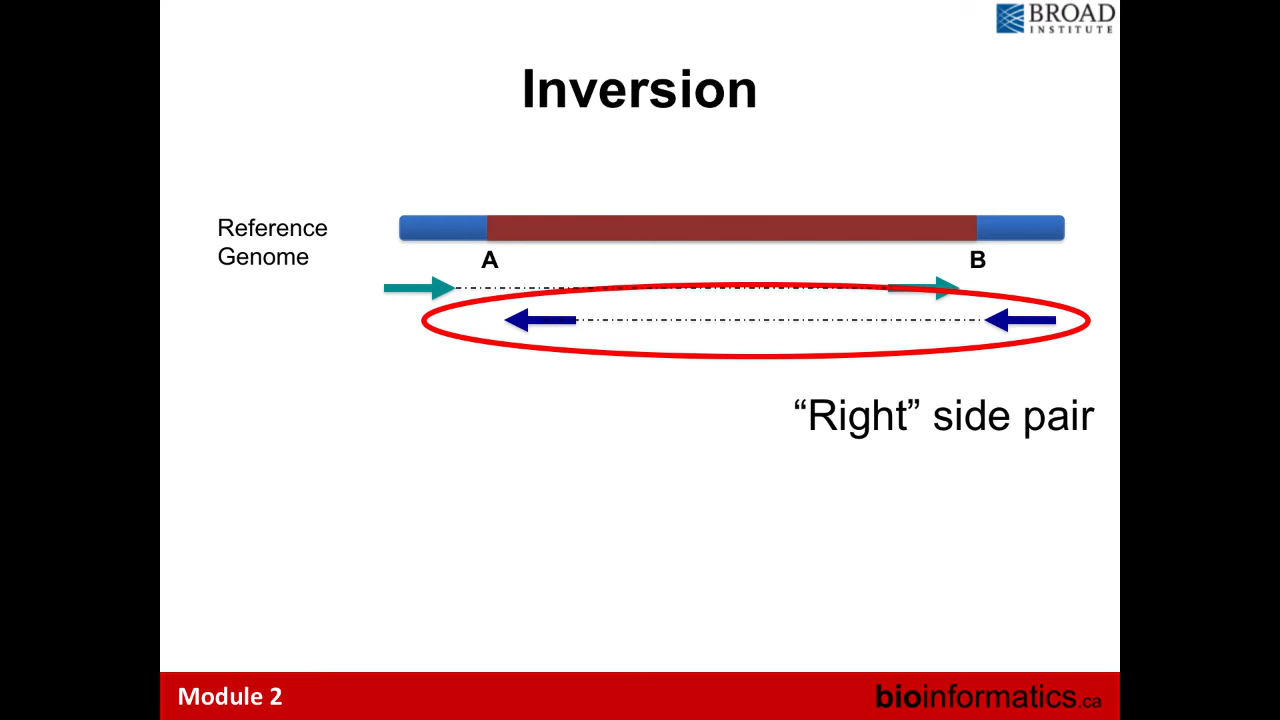 BROAD
INSTITUTE
Inversion
Reference
Genome
A
B
“Right” side pair
Module 2
bioinformatics.ca